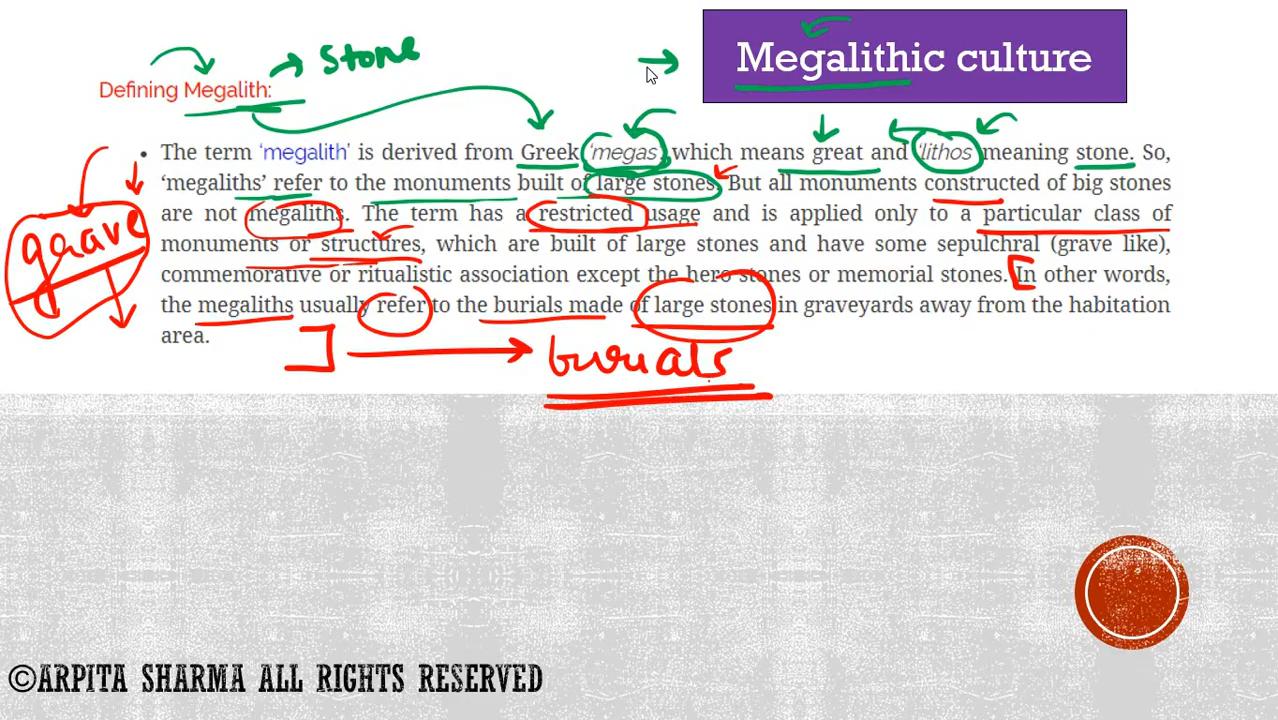 Megalithic culture
Stone
Defining Megalith:
The term 'megalith' is derived from Greek 'megas', which means great and 'lithos' meaning stone. So,
'megaliths' refer to the monuments built of large stones. But all monuments constructed of big stones
are not megaliths. The term has a restricted usage and is applied only to a particular class of
monuments or structures, which are built of large stones and have some sepulchral (grave like),
commemorative or ritualistic association except the hero stones or memorial stones. In other words,
the megaliths usually refer to the burials made of large stones in graveyards away from the habitation
area.
grave
burials
©ARPITA SHARMA ALL RIGHTS RESERVED